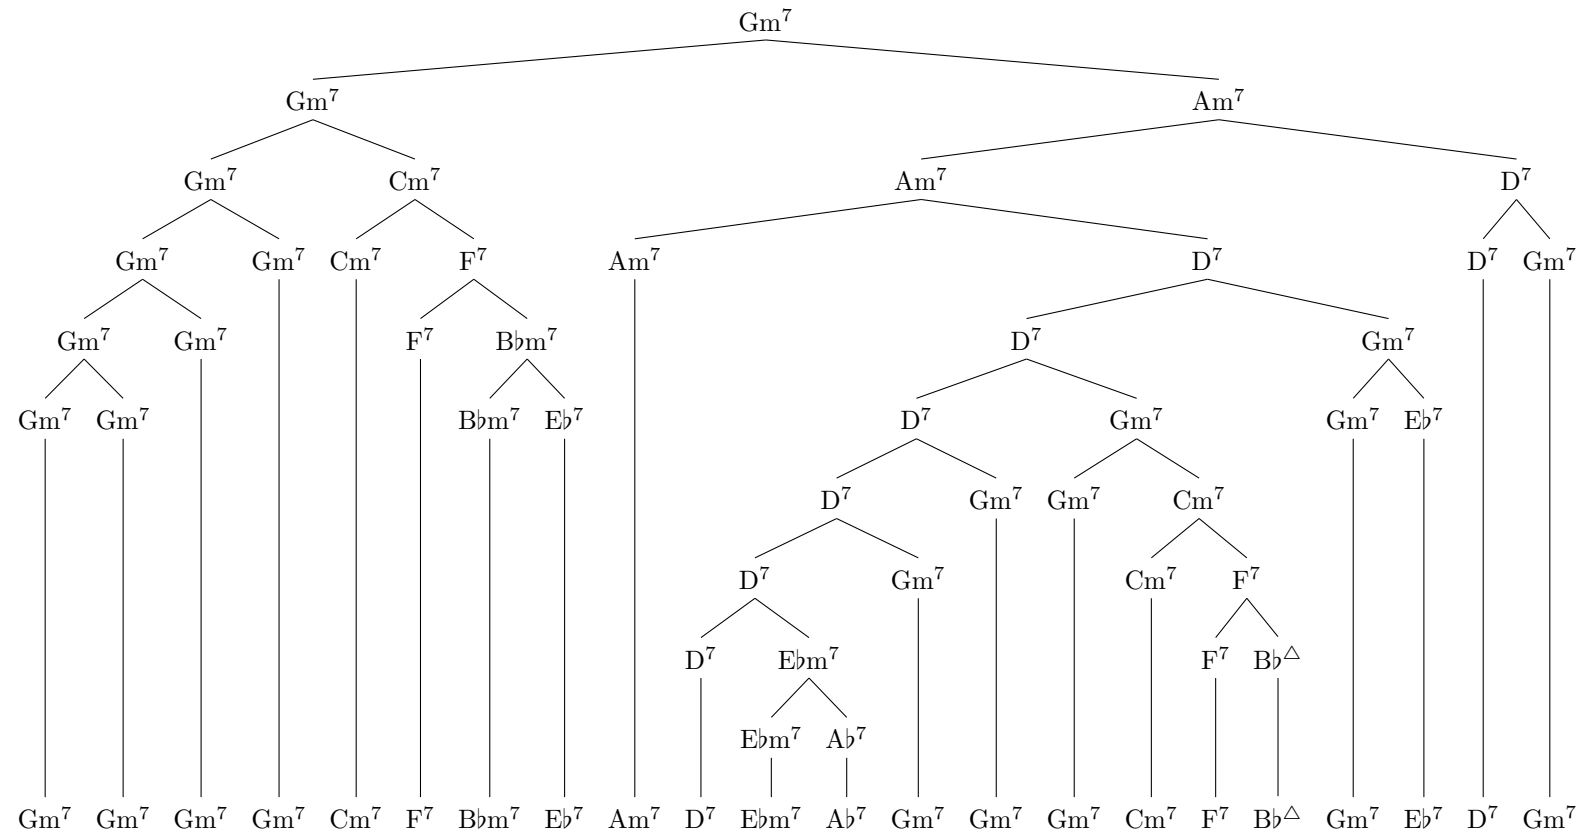 Gm⁷
Gm⁷ Am⁷
Gm⁷ Cm⁷ Am⁷ D⁷
Gm⁷ Gm⁷ Cm⁷ F⁷ Am⁷ D⁷ D⁷ Gm⁷
Gm⁷ Gm⁷ F⁷ B♭m⁷ D⁷ Gm⁷
Gm⁷ Gm⁷ B♭m⁷ E♭⁷ D⁷ Gm⁷ Gm⁷ E♭⁷
D⁷ Gm⁷ Gm⁷ Cm⁷
D⁷ Gm⁷ Cm⁷ F⁷
D⁷ E♭m⁷ F⁷ B♭△
E♭m⁷ A♭⁷
Gm⁷ Gm⁷ Gm⁷ Gm⁷ Cm⁷ F⁷ B♭m⁷ E♭⁷ Am⁷ D⁷ E♭m⁷ A♭⁷ Gm⁷ Gm⁷ Gm⁷ Cm⁷ F⁷ B♭△ Gm⁷ E♭⁷ D⁷ Gm⁷